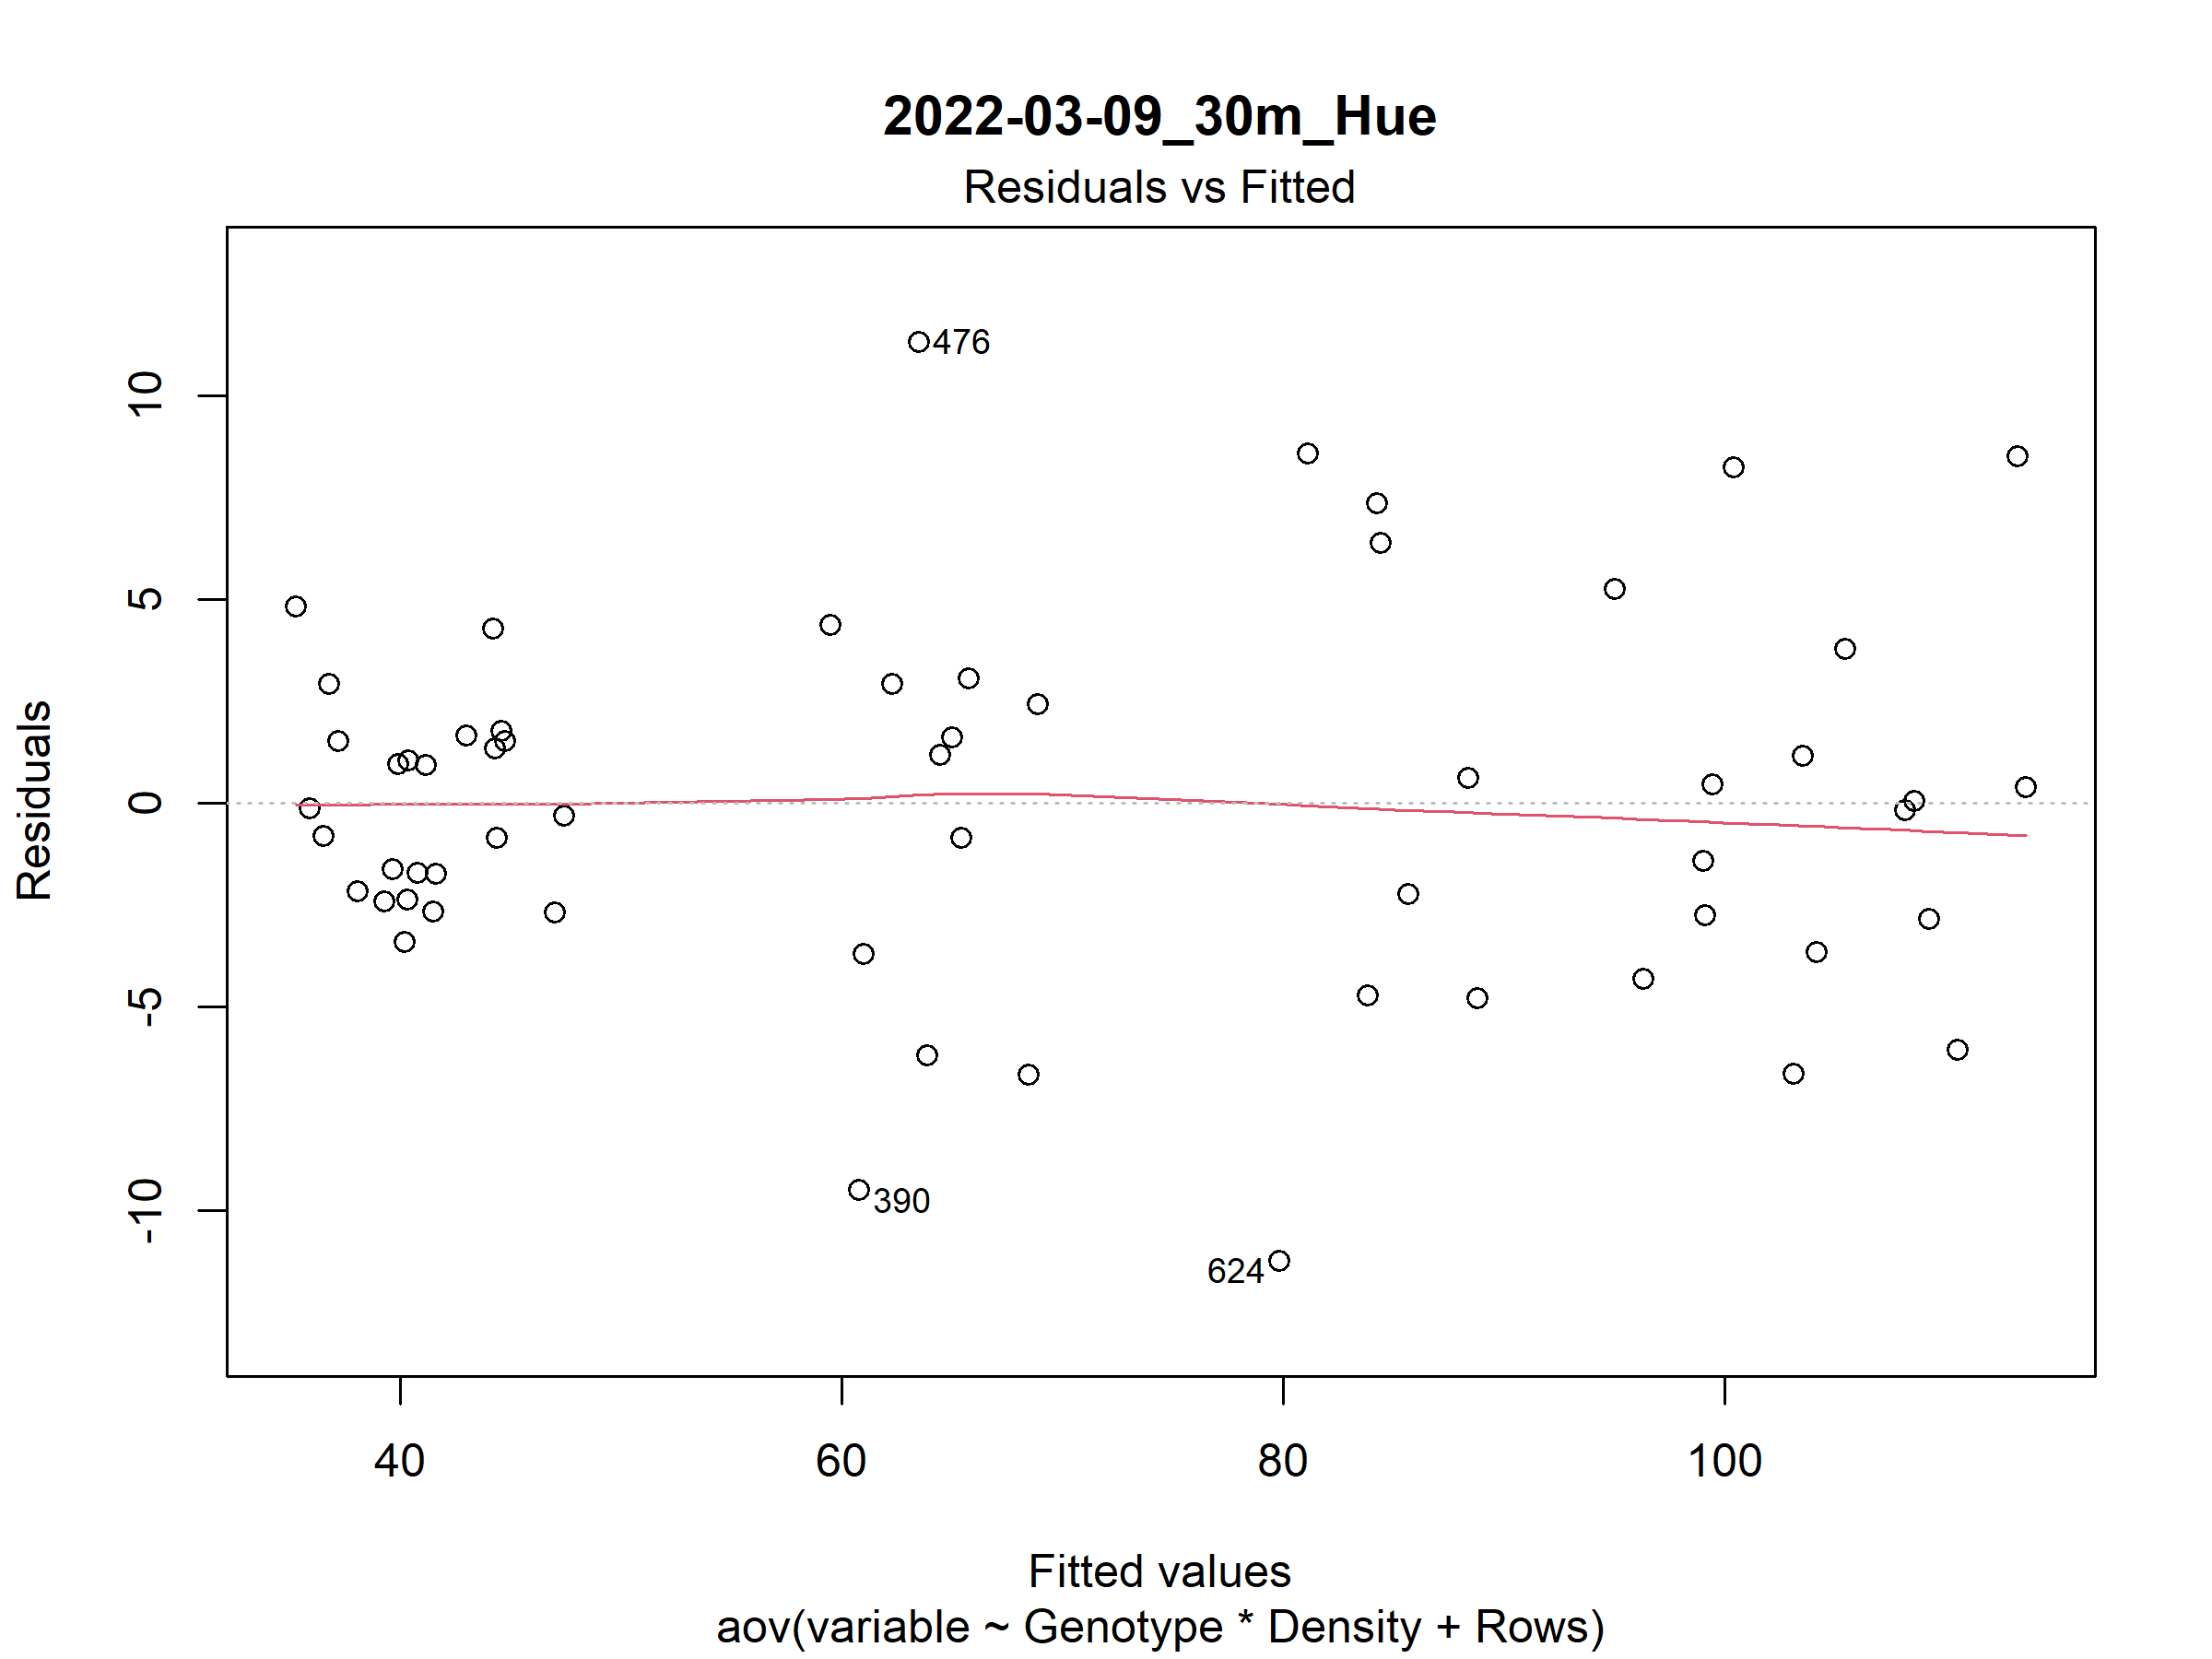 2022-03-09_30m_Hue
Residuals vs Fitted
476
10
5
0
-5
-10
Residuals
390
624
40 60 80 100
Fitted values
aov(variable ~ Genotype * Density + Rows)